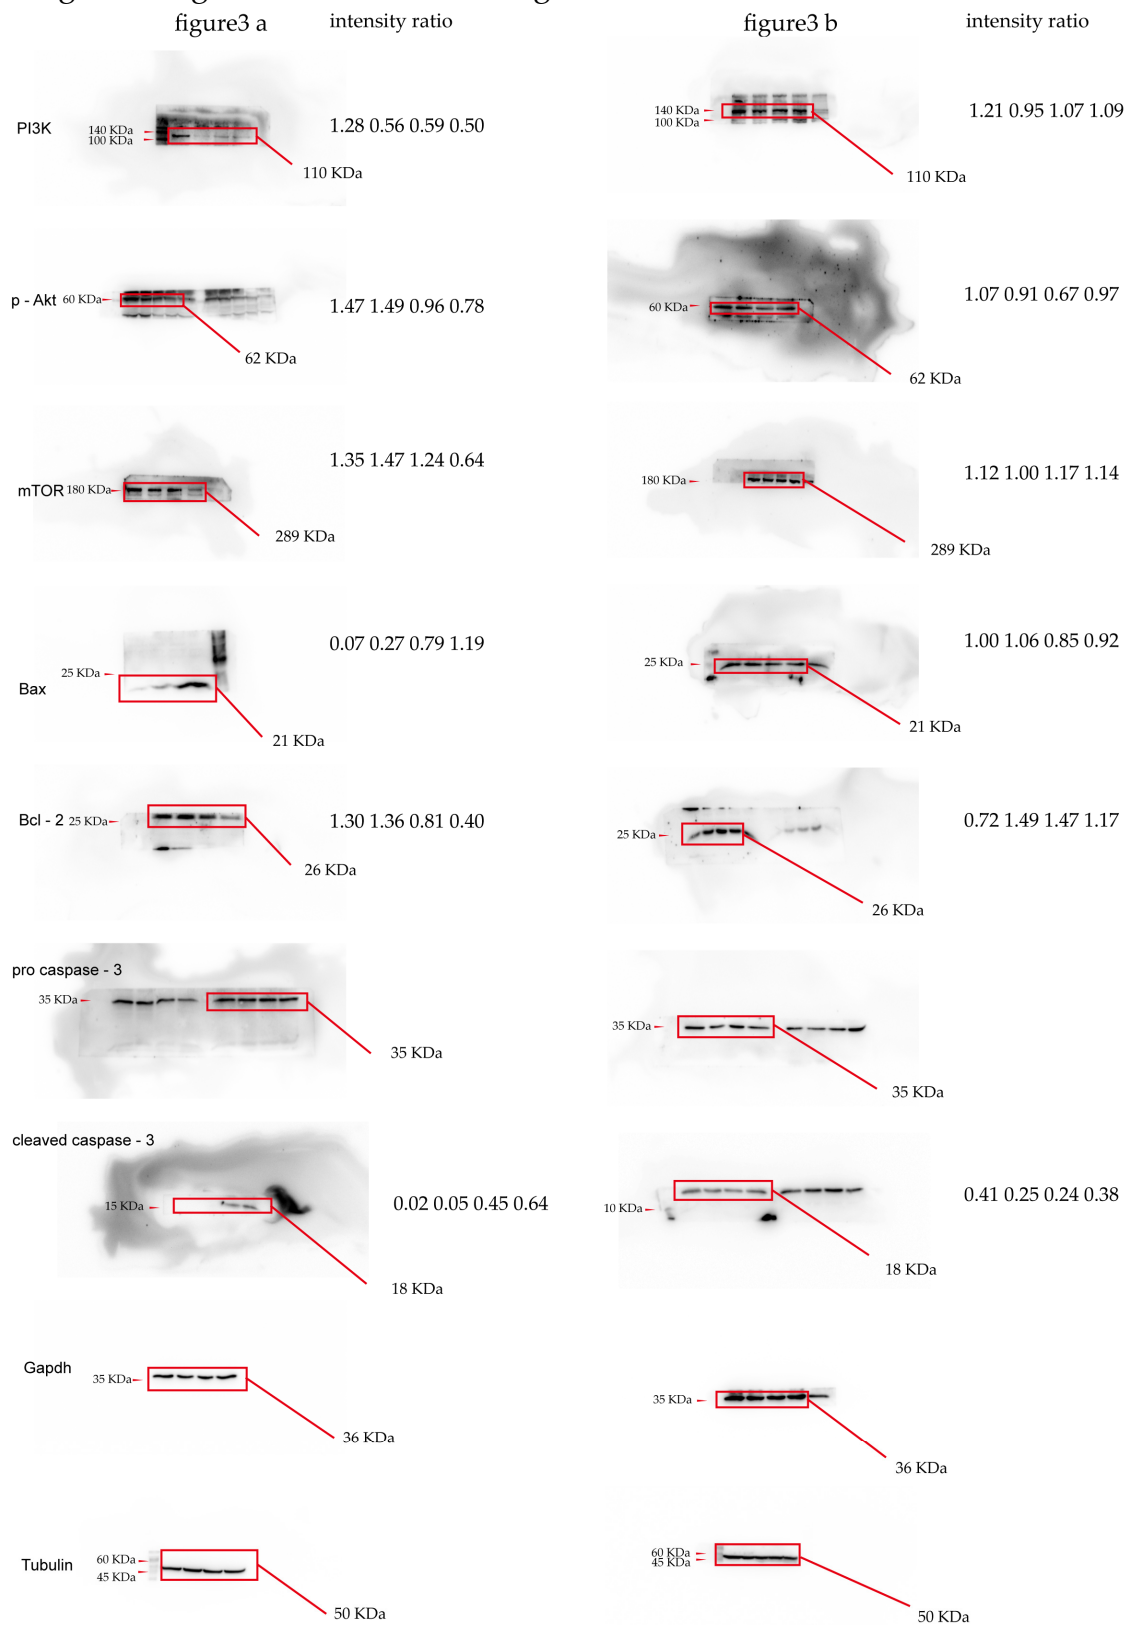 figure3 a intensity ratio figure3 b intensity ratio
PI3K 140 KDa 100 KDa 1.28 0.56 0.59 0.50 110 KDa
140 KDa 100 KDa 1.21 0.95 1.07 1.09 110 KDa
p - Akt 60 KDa 1.47 1.49 0.96 0.78 62 KDa
60 KDa 1.07 0.91 0.67 0.97 62 KDa
mTOR 180 KDa 1.35 1.47 1.24 0.64 289 KDa
180 KDa 1.12 1.00 1.17 1.14 289 KDa
Bax 25 KDa 0.07 0.27 0.79 1.19 21 KDa
25 KDa 1.00 1.06 0.85 0.92 21 KDa
Bcl - 2 25 KDa 1.30 1.36 0.81 0.40 26 KDa
25 KDa 0.72 1.49 1.47 1.17 26 KDa
pro caspase - 3 35 KDa 35 KDa
35 KDa 35 KDa
cleaved caspase - 3 15 KDa 0.02 0.05 0.45 0.64 18 KDa
10 KDa 0.41 0.25 0.24 0.38 18 KDa
Gapdh 35 KDa 36 KDa
35 KDa 36 KDa
Tubulin 60 KDa 45 KDa 50 KDa
60 KDa 45 KDa 50 KDa